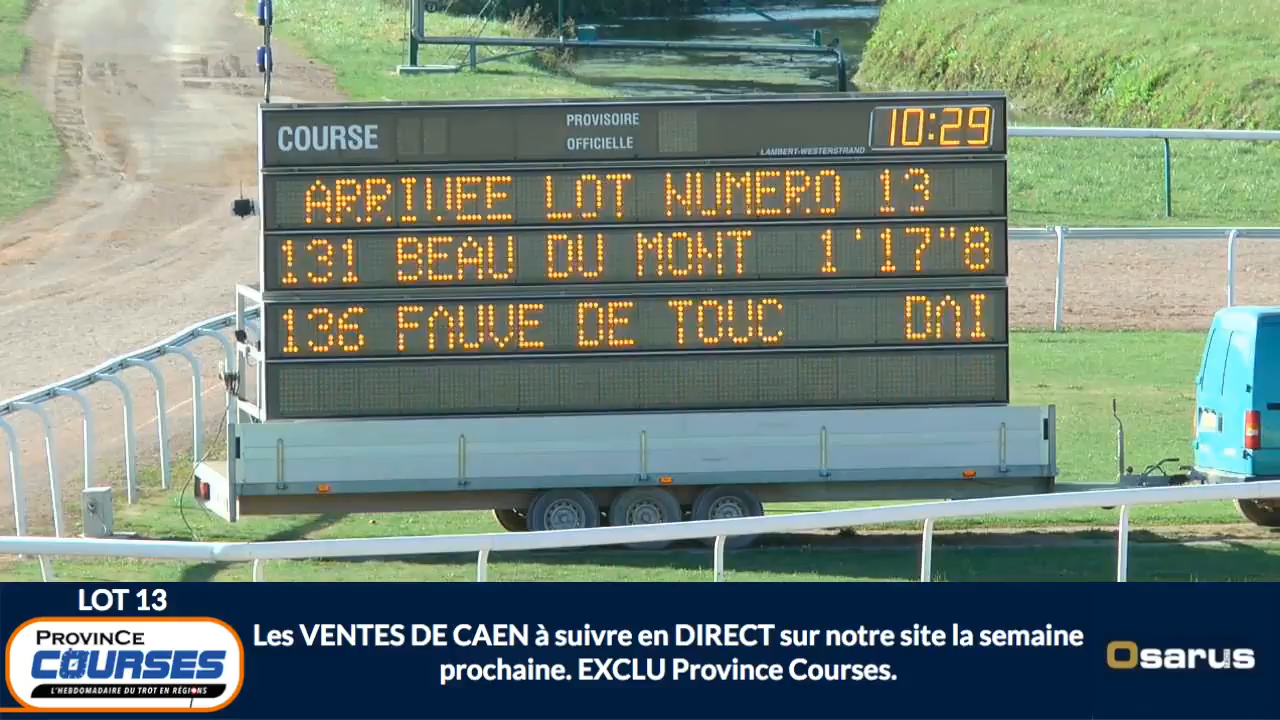 COURSE PROVISOIRE
OFFICIELLE
10:29
LAMBERT-WESTERSTRAND
ARRIVEE LOT NUMERO 13
131 BEAU DU MONT 1'17"8
136 FAUVE DE TOUC DAI
LOT 13
PROVINCE
COURSES
L'HEBDOMADAIRE DU TROT EN RÉGIONS
Les VENTES DE CAEN à suivre en DIRECT sur notre site la semaine
prochaine. EXCLU Province Courses.
Osarus